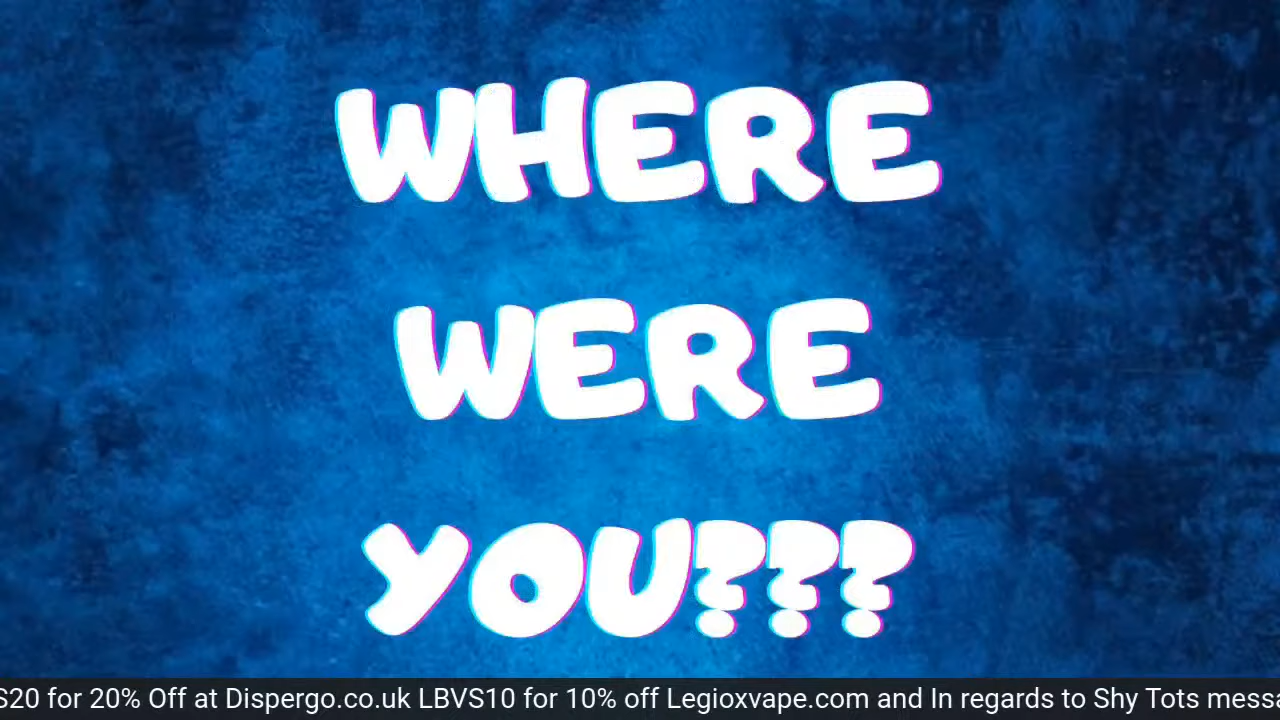 WHERE
WERE
YOU???
S20 for 20% Off at Dispergo.co.uk LBVS10 for 10% off Legioxvape.com and In regards to Shy Tots messa